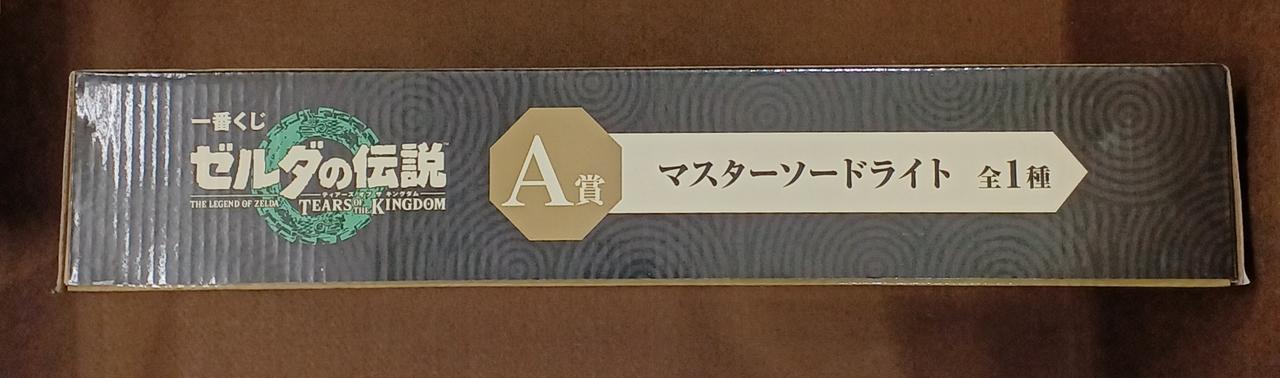 一番くじ
ゼルダの伝説
ティアーズ オブ ザ キングダム
THE LEGEND OF ZELDA TEARS OF THE KINGDOM
A賞
マスターソードライト 全1種